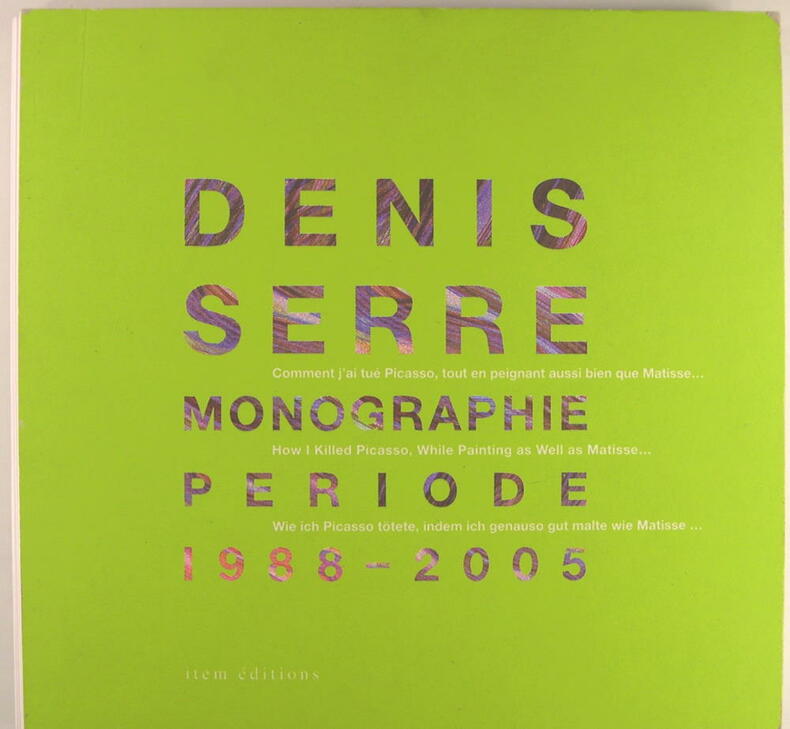 DENIS
SERRE
Comment j'ai tué Picasso, tout en peignant aussi bien que Matisse...
MONOGRAPHIE
How I Killed Picasso, While Painting as Well as Matisse...
PERIODE
Wie ich Picasso tötete, indem ich genauso gut malte wie Matisse ...
1988-2005
item éditions